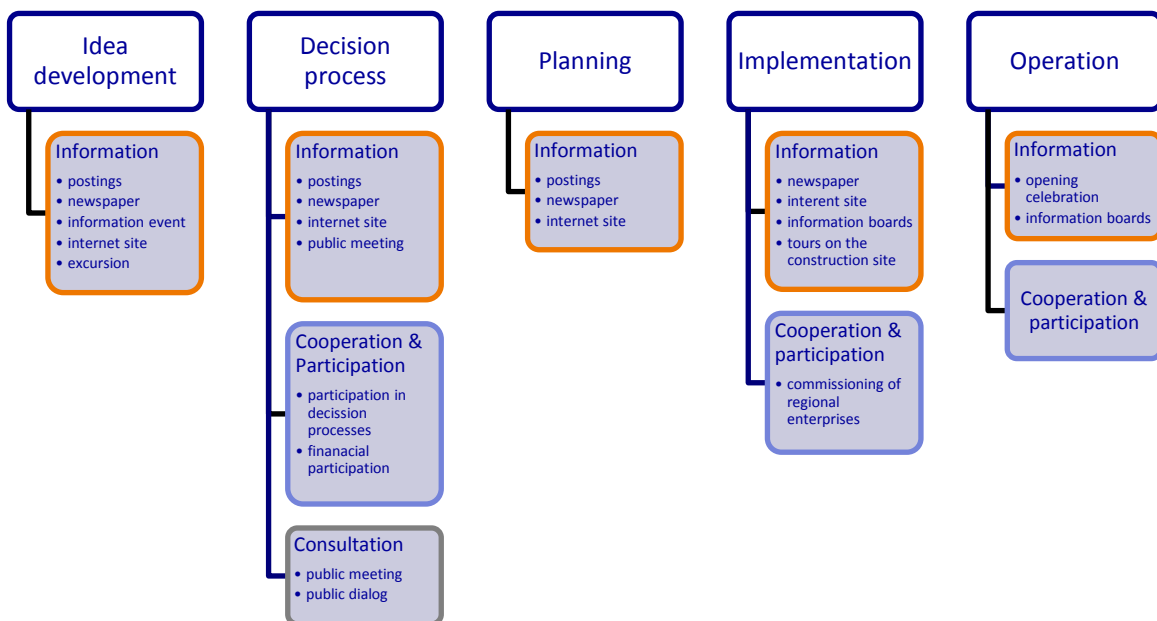 Idea
development
Information
• postings
• newspaper
• information event
• internet site
• excursion
Decision
process
Information
• postings
• newspaper
• internet site
• public meeting
Cooperation &
Participation
• participation in
decission
processes
• finanacial
participation
Consultation
• public meeting
• public dialog
Planning
Information
• postings
• newspaper
• internet site
Implementation
Information
• newspaper
• interent site
• information boards
• tours on the
construction site
Cooperation &
participation
• commissioning of
regional
enterprises
Operation
Information
• opening
celebration
• information boards
Cooperation &
participation